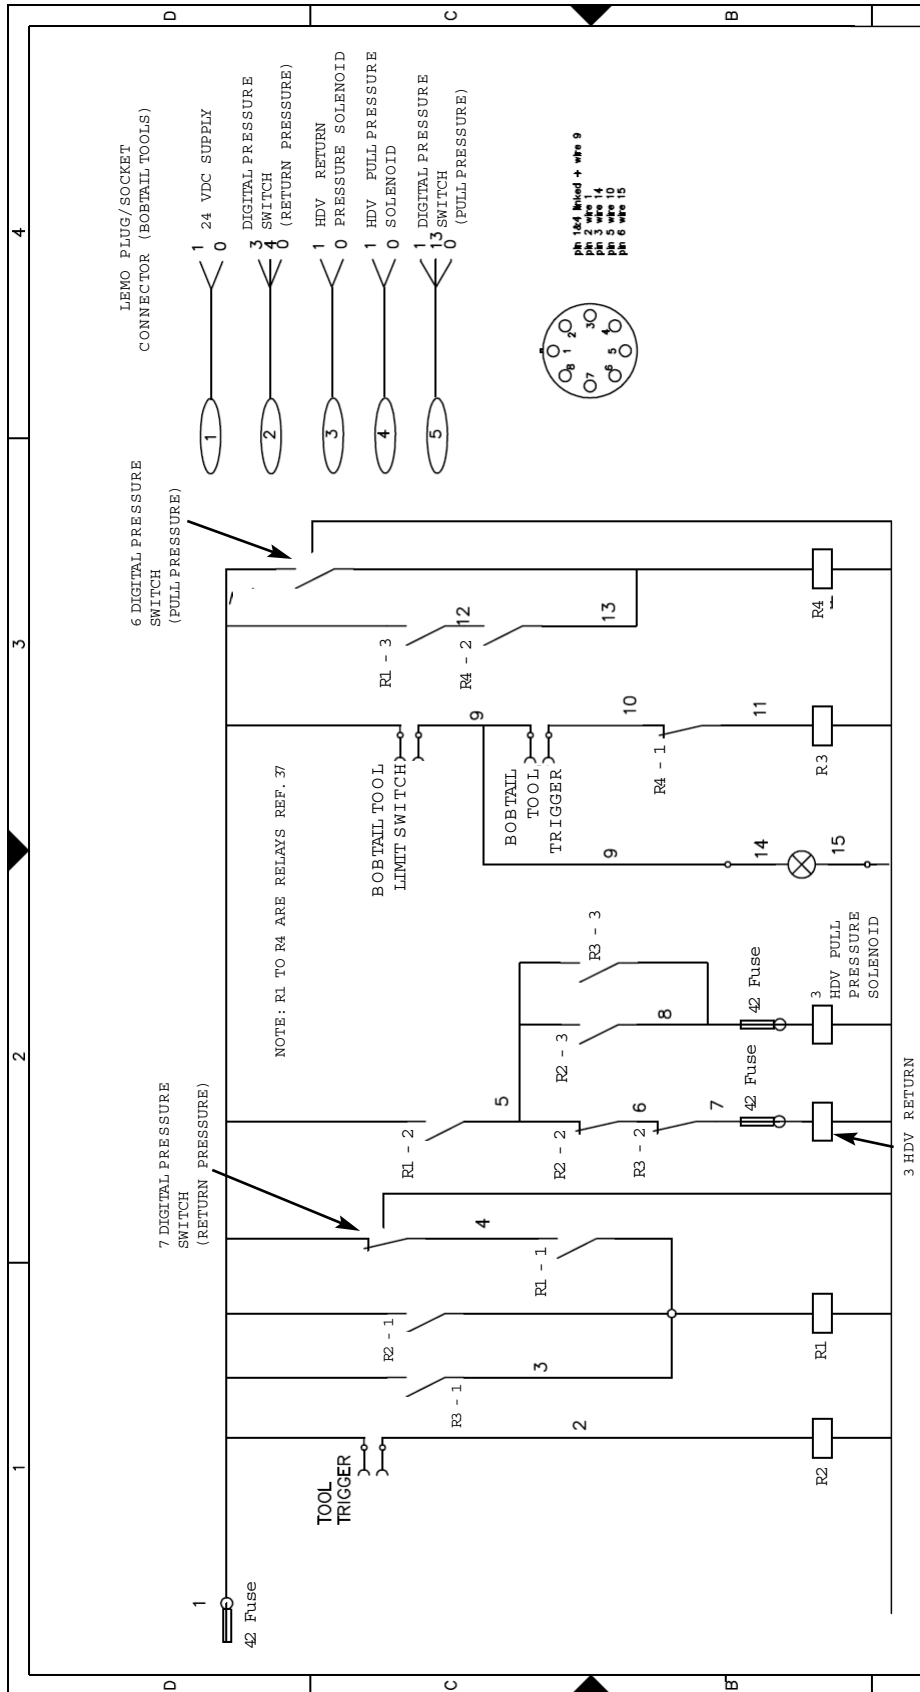 D
C
B
4
3
2
1
LEMO PLUG/SOCKET
CONNECTOR (BOBTAIL TOOLS)
1
1
0
24 VDC SUPPLY
2
3
4
0
DIGITAL PRESSURE
SWITCH
(RETURN PRESSURE)
3
1
0
HDV RETURN
PRESSURE SOLENOID
4
1
0
HDV PULL PRESSURE
SOLENOID
5
1
13
0
DIGITAL PRESSURE
SWITCH
(PULL PRESSURE)
1
2
3
4
5
6
7
8
pin 1&4 linked + wire 9
pin 2 wire 1
pin 3 wire 14
pin 5 wire 10
pin 6 wire 15
6 DIGITAL PRESSURE
SWITCH
(PULL PRESSURE)
R1 - 3
12
R4 - 2
13
R4
BOBTAIL TOOL
LIMIT SWITCH
9
BOBTAIL
TOOL
TRIGGER
10
R4 - 1
11
R3
9
14
15
NOTE: R1 TO R4 ARE RELAYS REF. 37
R3 - 3
R2 - 3
8
42 Fuse
3
HDV PULL
PRESSURE
SOLENOID
5
R1 - 2
R2 - 2
6
R3 - 2
7
42 Fuse
3 HDV RETURN
7 DIGITAL PRESSURE
SWITCH
(RETURN PRESSURE)
4
R1 - 1
R2 - 1
R1
3
R3 - 1
TOOL
TRIGGER
2
R2
1
42 Fuse
D
C
B